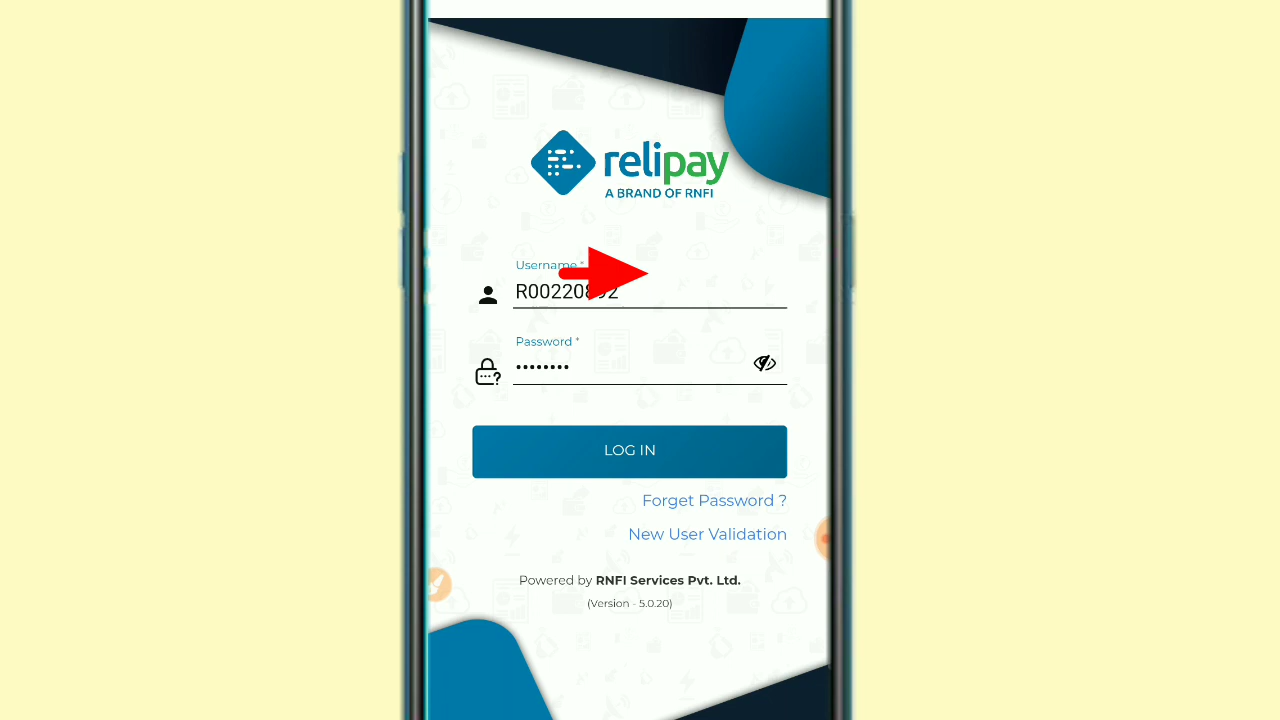 relipay
A BRAND OF RNFI
Username *
Password *
••••••••
LOG IN
Forget Password ?
New User Validation
Powered by RNFI Services Pvt. Ltd.
(Version - 5.0.20)